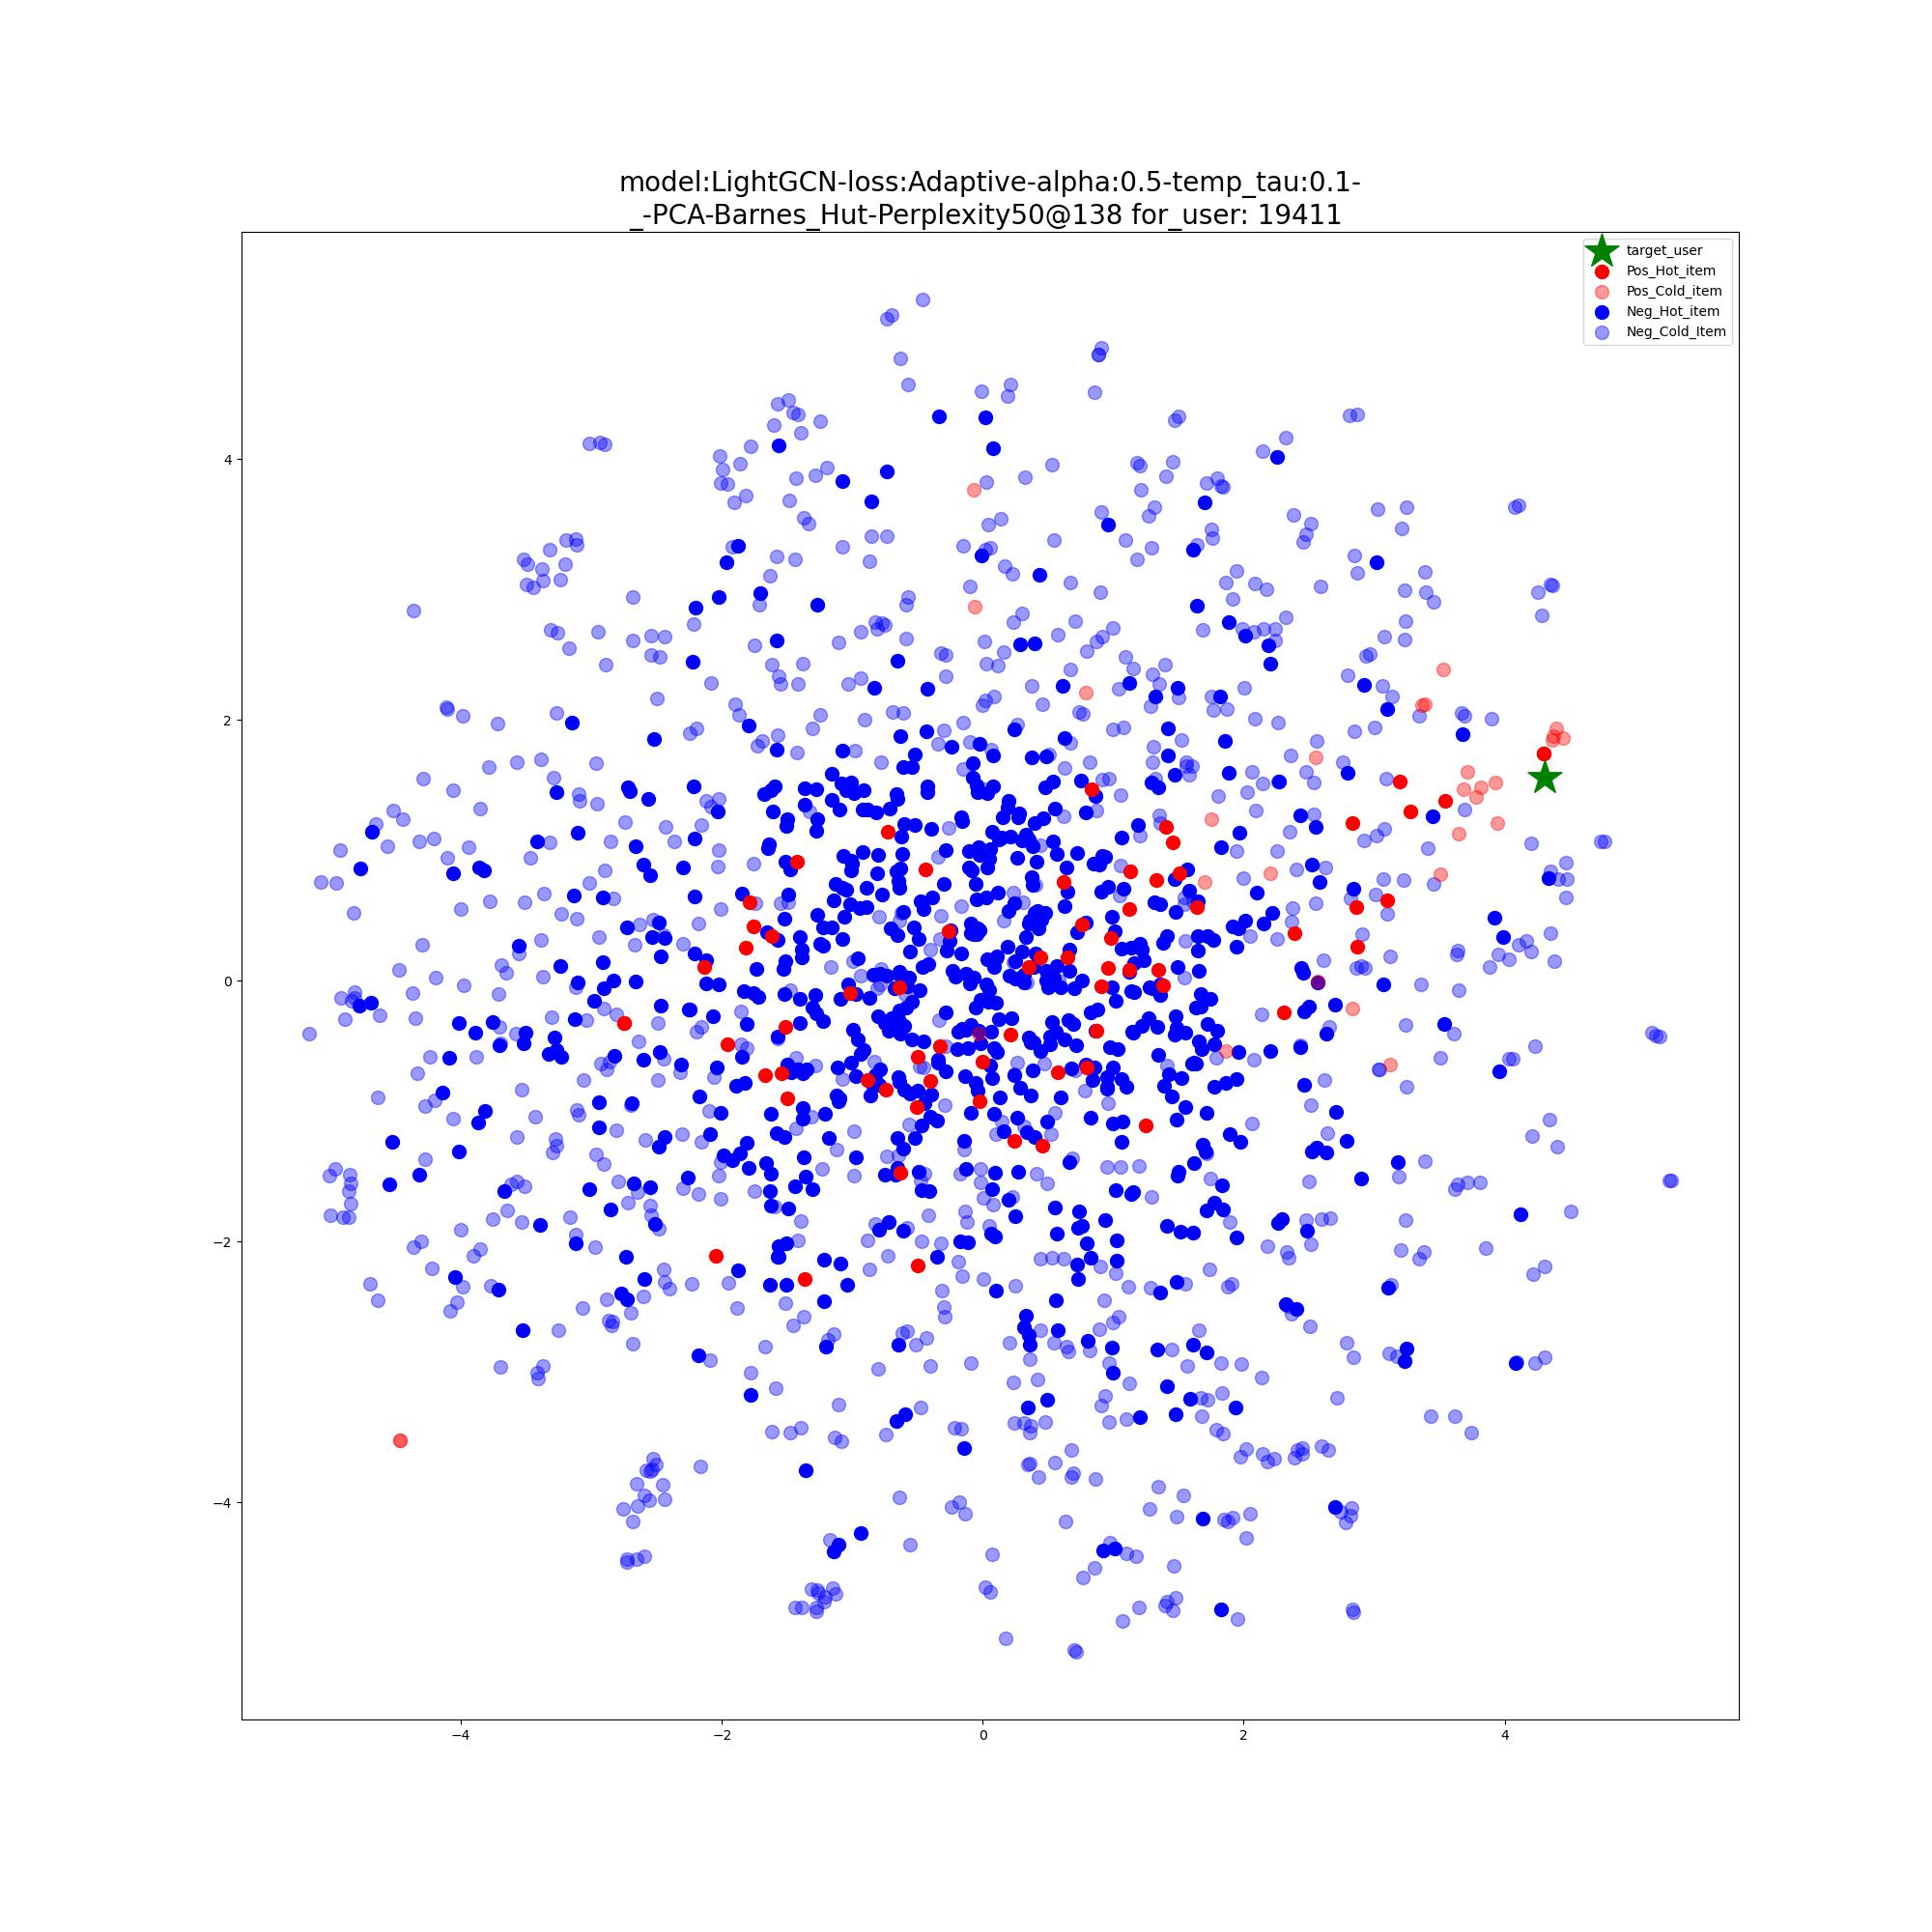 model:LightGCN-loss:Adaptive-alpha:0.5-temp_tau:0.1-
_-PCA-Barnes_Hut-Perplexity50@138 for_user: 19411
target_user
Pos_Hot_item
Pos_Cold_item
Neg_Hot_item
Neg_Cold_Item
4
2
0
−2
−4
−4
−2
0
2
4